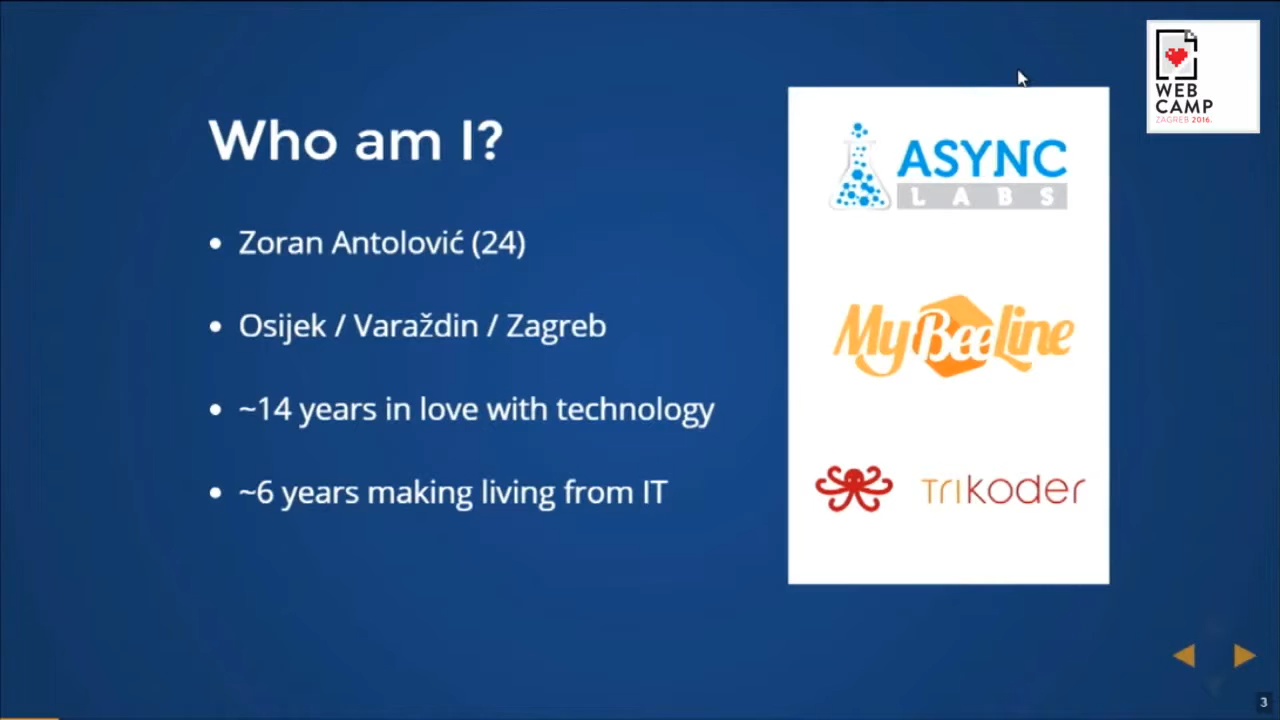 Who am I?
• Zoran Antolović (24)
• Osijek / Varaždin / Zagreb
• ~14 years in love with technology
• ~6 years making living from IT
ASYNC
LABS
MyBeeLine
TRIKODER
WEB
CAMP
ZAGREB 2016.
3